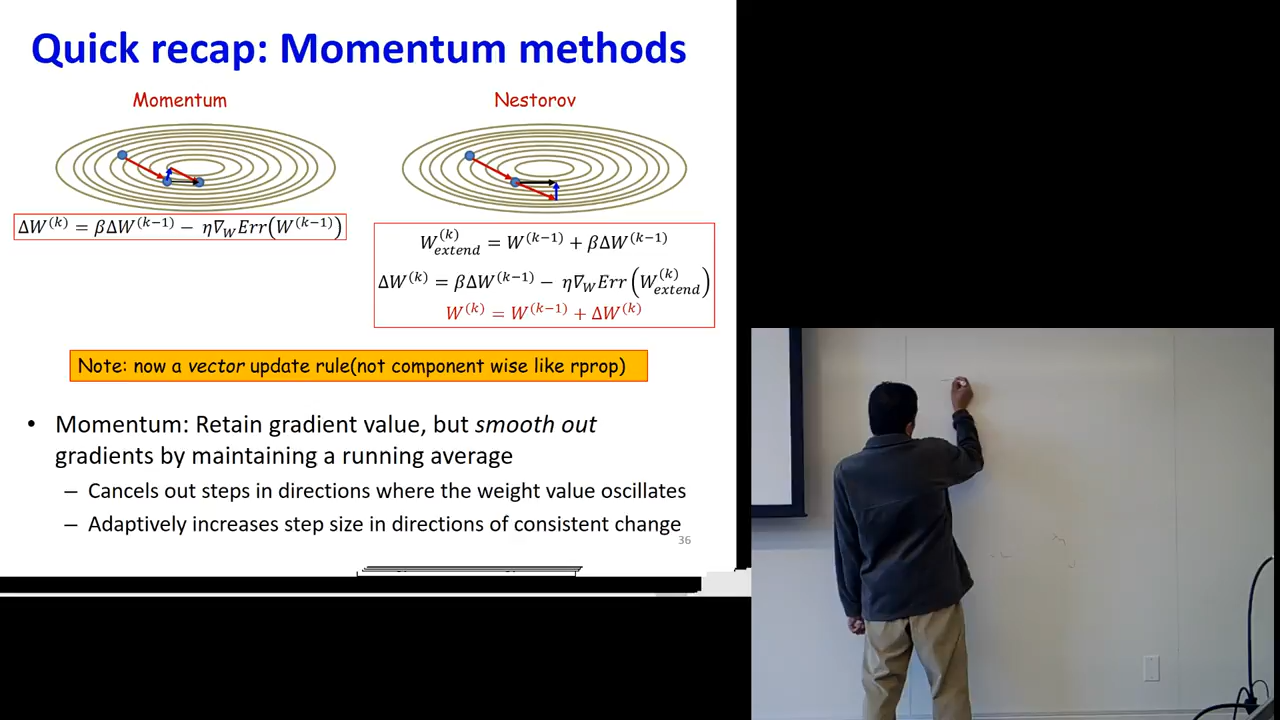 Quick recap: Momentum methods
Momentum
Nestorov
ΔW^(k) = βΔW^(k−1) − η∇_W Err(W^(k−1))
W_extend^(k) = W^(k−1) + βΔW^(k−1)
ΔW^(k) = βΔW^(k−1) − η∇_W Err(W_extend^(k))
W^(k) = W^(k−1) + ΔW^(k)
Note: now a vector update rule(not component wise like rprop)
• Momentum: Retain gradient value, but smooth out
gradients by maintaining a running average
– Cancels out steps in directions where the weight value oscillates
– Adaptively increases step size in directions of consistent change
36